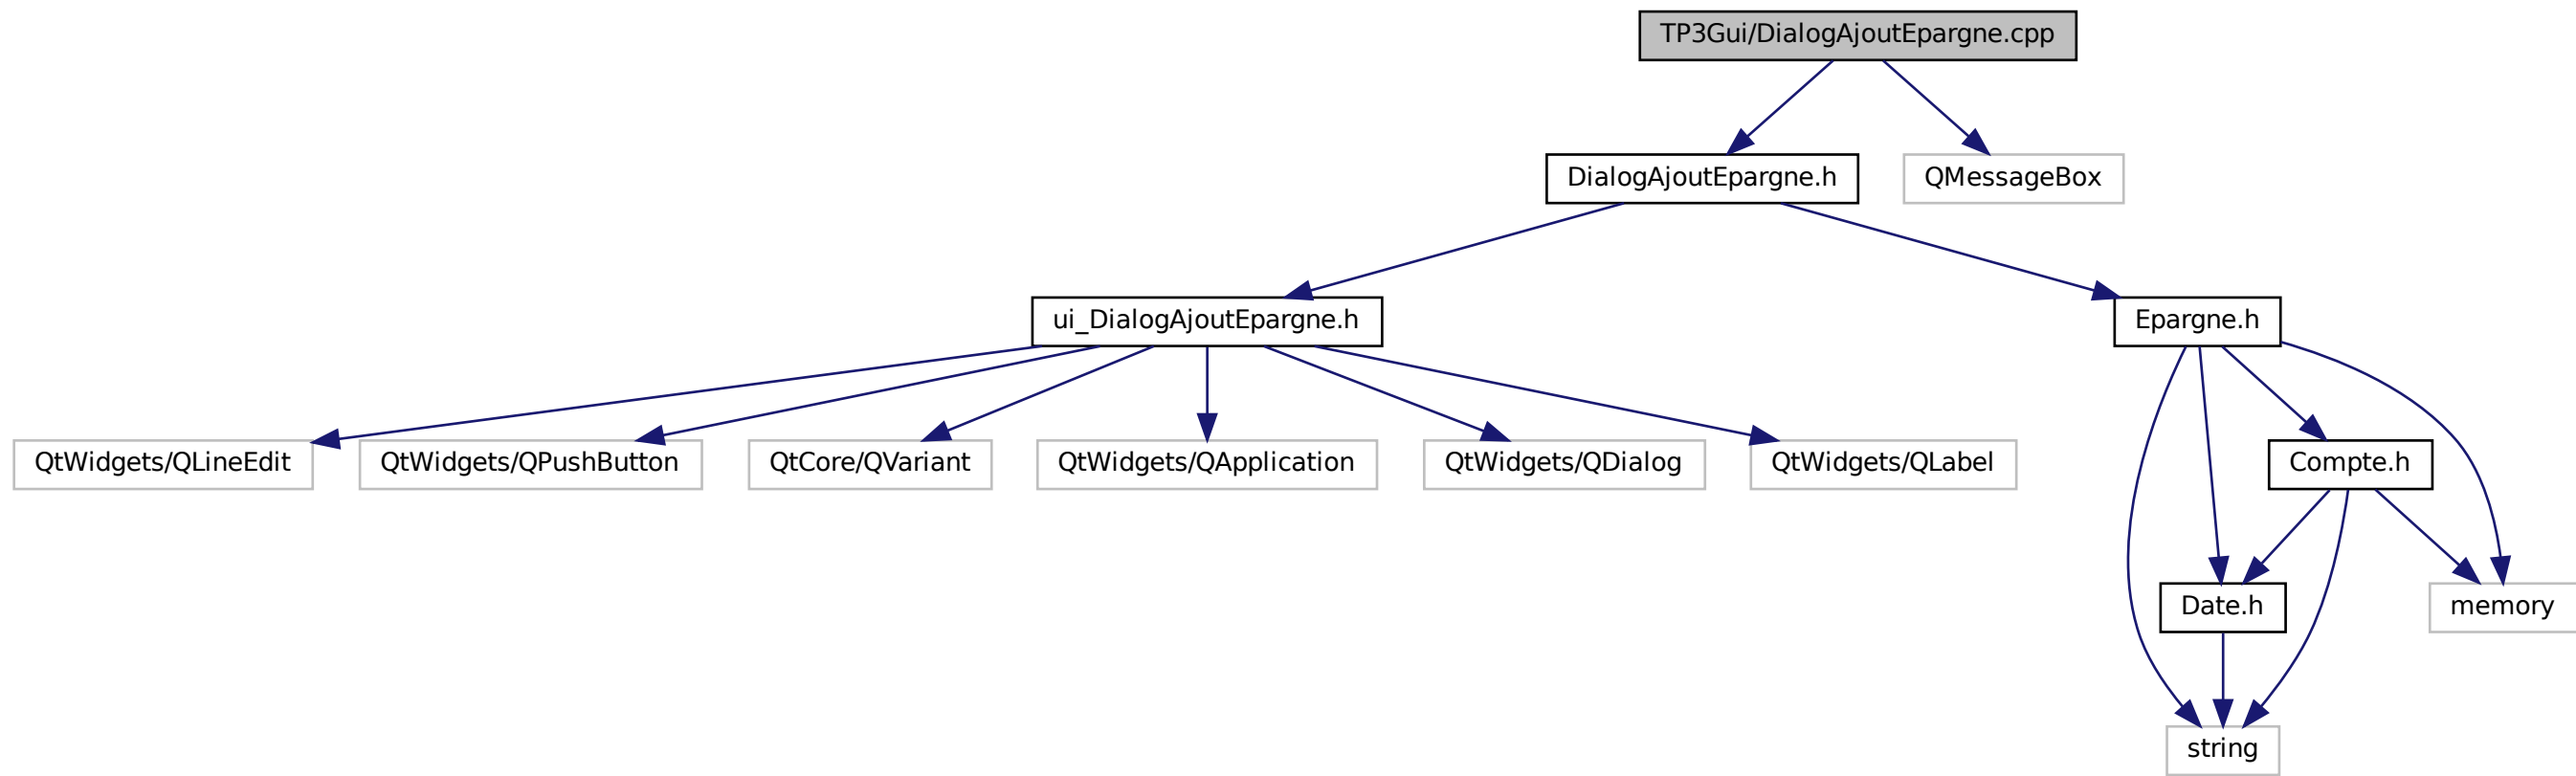 TP3Gui/DialogAjoutEpargne.cpp
DialogAjoutEpargne.h
QMessageBox
ui_DialogAjoutEpargne.h
Epargne.h
QtWidgets/QLineEdit
QtWidgets/QPushButton
QtCore/QVariant
QtWidgets/QApplication
QtWidgets/QDialog
QtWidgets/QLabel
Compte.h
Date.h
memory
string